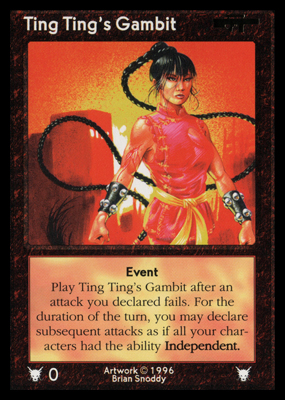 Ting Ting's Gambit
Event
Play Ting Ting's Gambit after an
attack you declared fails. For the
duration of the turn, you may declare
subsequent attacks as if all your char-
acters had the ability Independent.
0
Artwork © 1996
Brian Snoddy